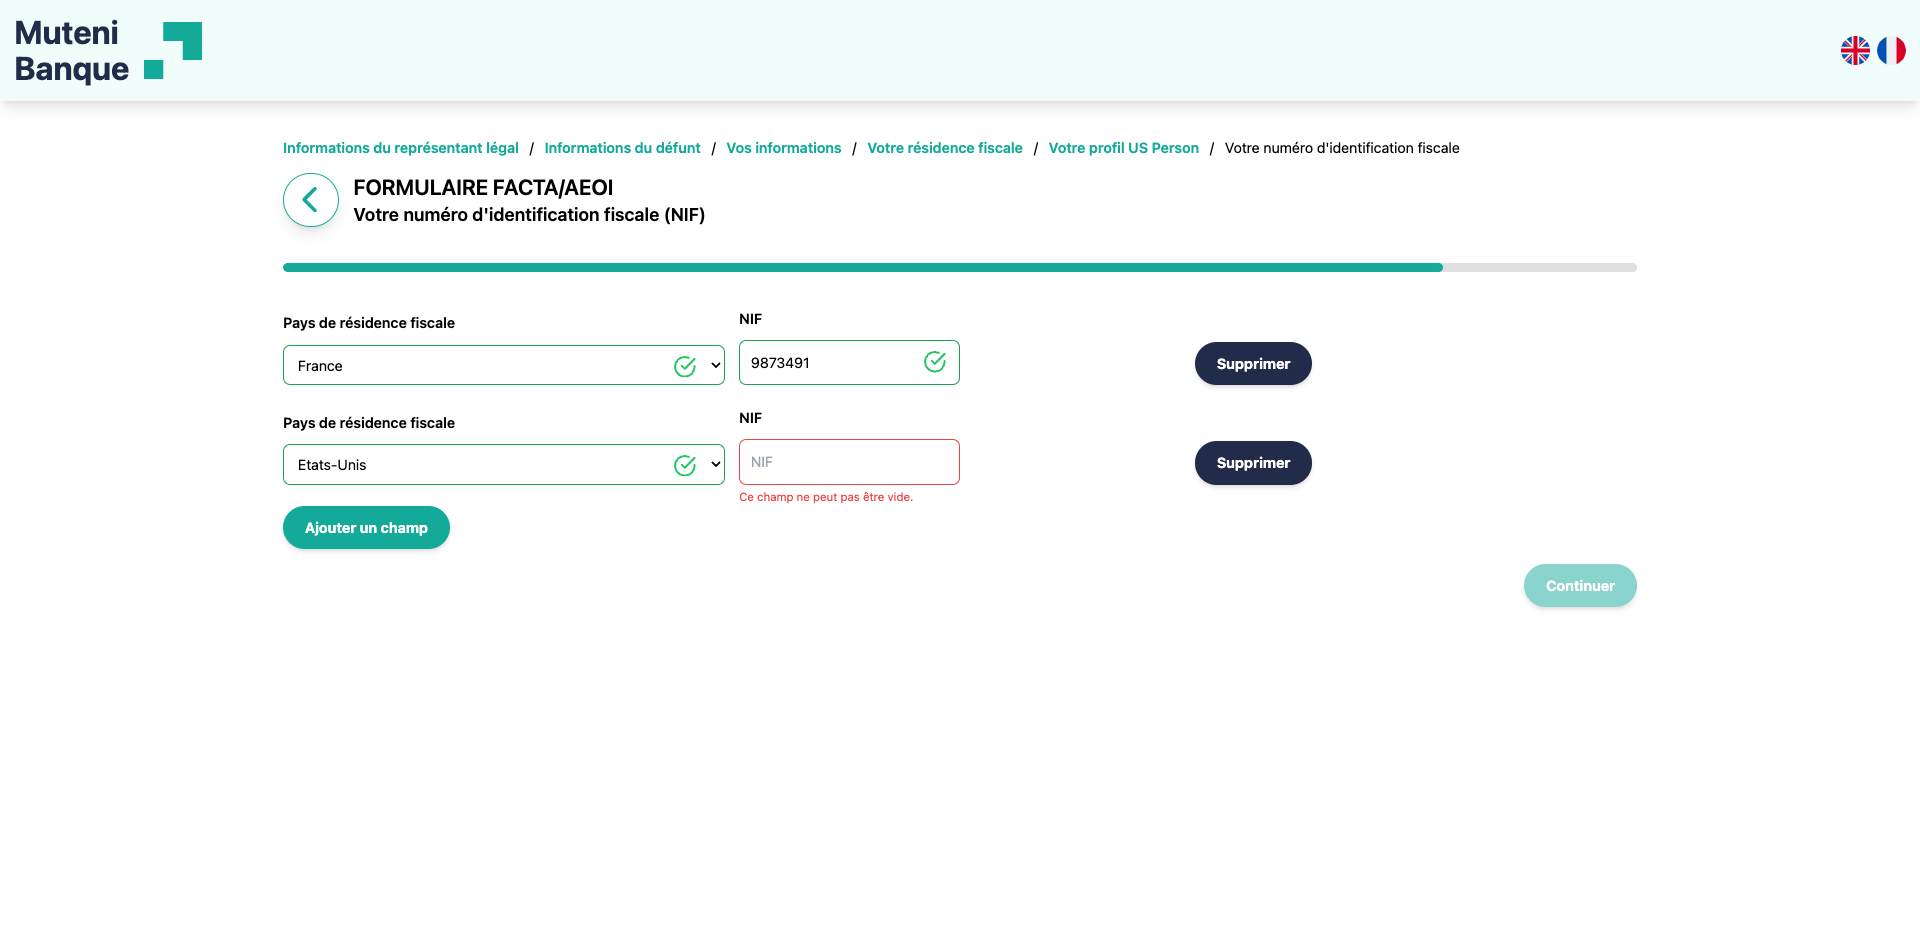 Muteni
Banque
Informations du représentant légal / Informations du défunt / Vos informations / Votre résidence fiscale / Votre profil US Person / Votre numéro d'identification fiscale
FORMULAIRE FACTA/AEOI
Votre numéro d'identification fiscale (NIF)
Pays de résidence fiscale
NIF
France
9873491
Supprimer
Pays de résidence fiscale
NIF
Etats-Unis
NIF
Supprimer
Ce champ ne peut pas être vide.
Ajouter un champ
Continuer